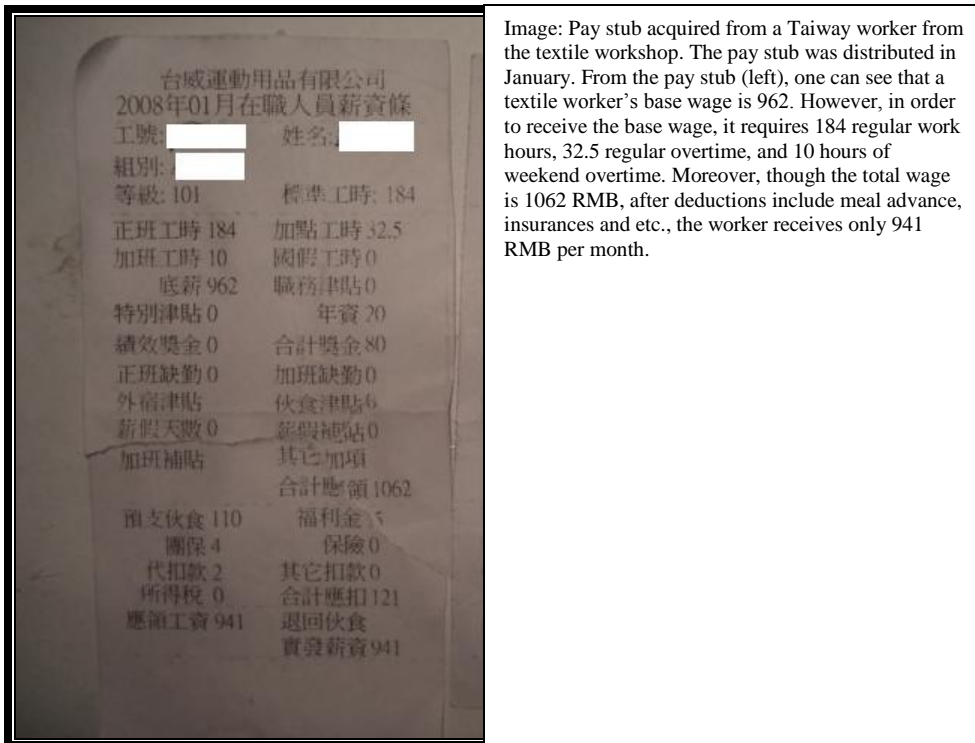 台威運動用品有限公司
2008年01月在職人員薪資條
工號: 姓名:
組別:
等級: 101 標準工時: 184
正班工時 184 加點工時 32.5
加班工時 10 國假工時 0
底薪 962 職務津貼 0
特別津貼 0 年資 20
績效獎金 0 合計獎金 80
正班缺勤 0 加班缺勤 0
外宿津貼 伙食津貼
薪假天數 0 薪假補貼 0
加班補貼 其它加項
合計應領 1062
預支伙食 110 福利金 5
團保 4 保險 0
代扣款 2 其它扣款 0
所得稅 0 合計應扣 121
應領工資 941 退回伙食
實發薪資 941
Image: Pay stub acquired from a Taiway worker from
the textile workshop. The pay stub was distributed in
January. From the pay stub (left), one can see that a
textile worker’s base wage is 962. However, in order
to receive the base wage, it requires 184 regular work
hours, 32.5 regular overtime, and 10 hours of
weekend overtime. Moreover, though the total wage
is 1062 RMB, after deductions include meal advance,
insurances and etc., the worker receives only 941
RMB per month.